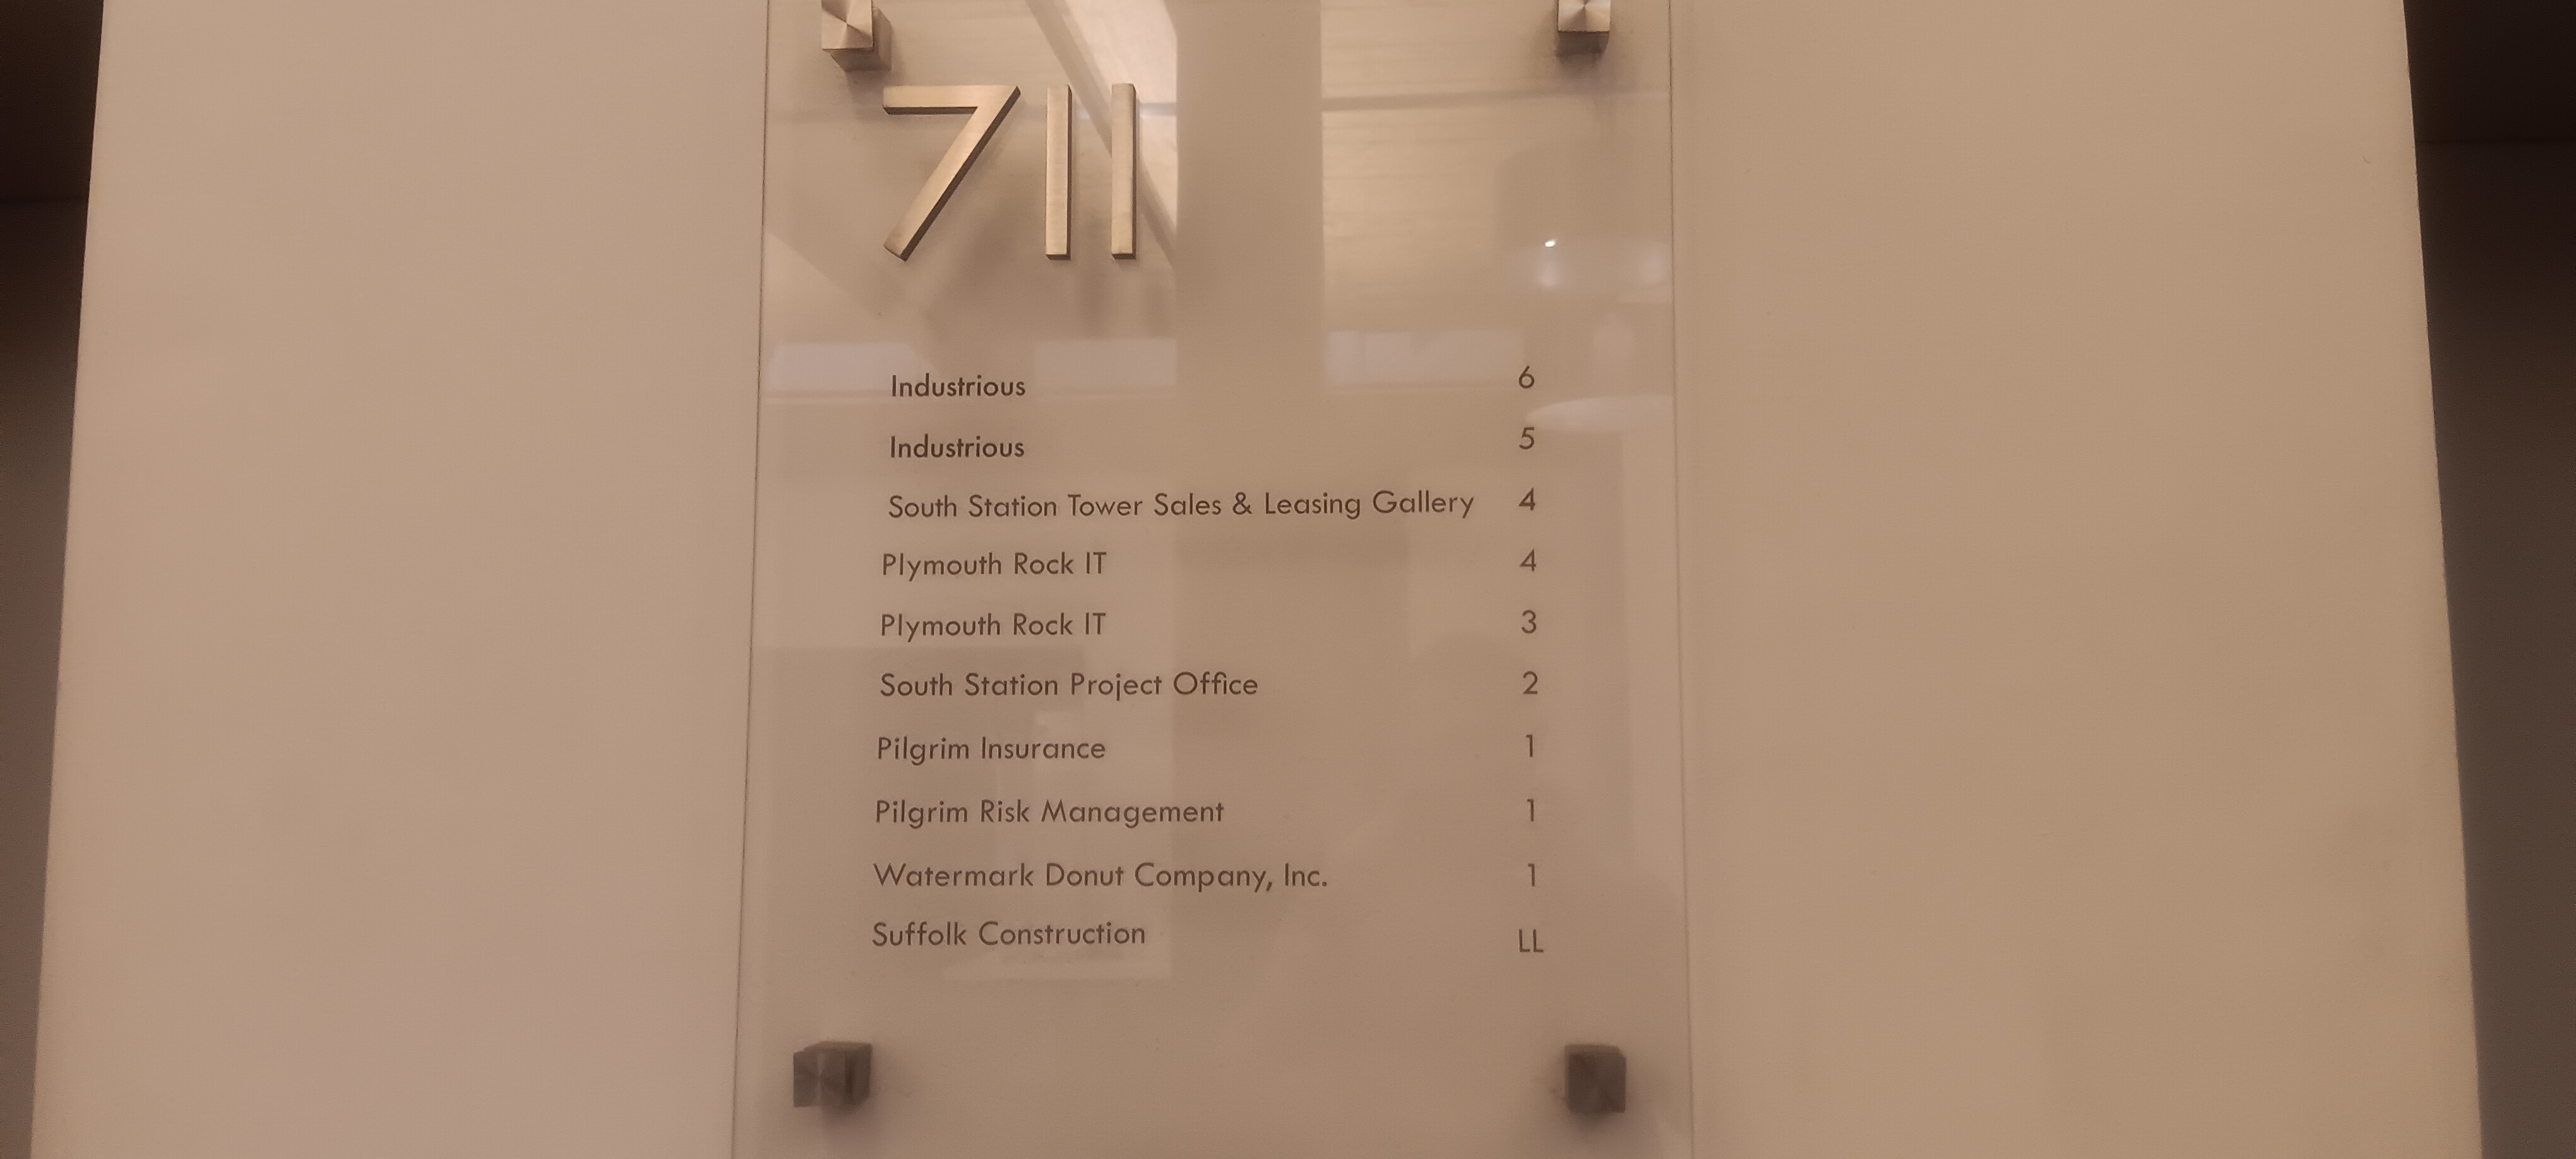 711
Industrious 6
Industrious 5
South Station Tower Sales & Leasing Gallery 4
Plymouth Rock IT 4
Plymouth Rock IT 3
South Station Project Office 2
Pilgrim Insurance 1
Pilgrim Risk Management 1
Watermark Donut Company, Inc. 1
Suffolk Construction LL